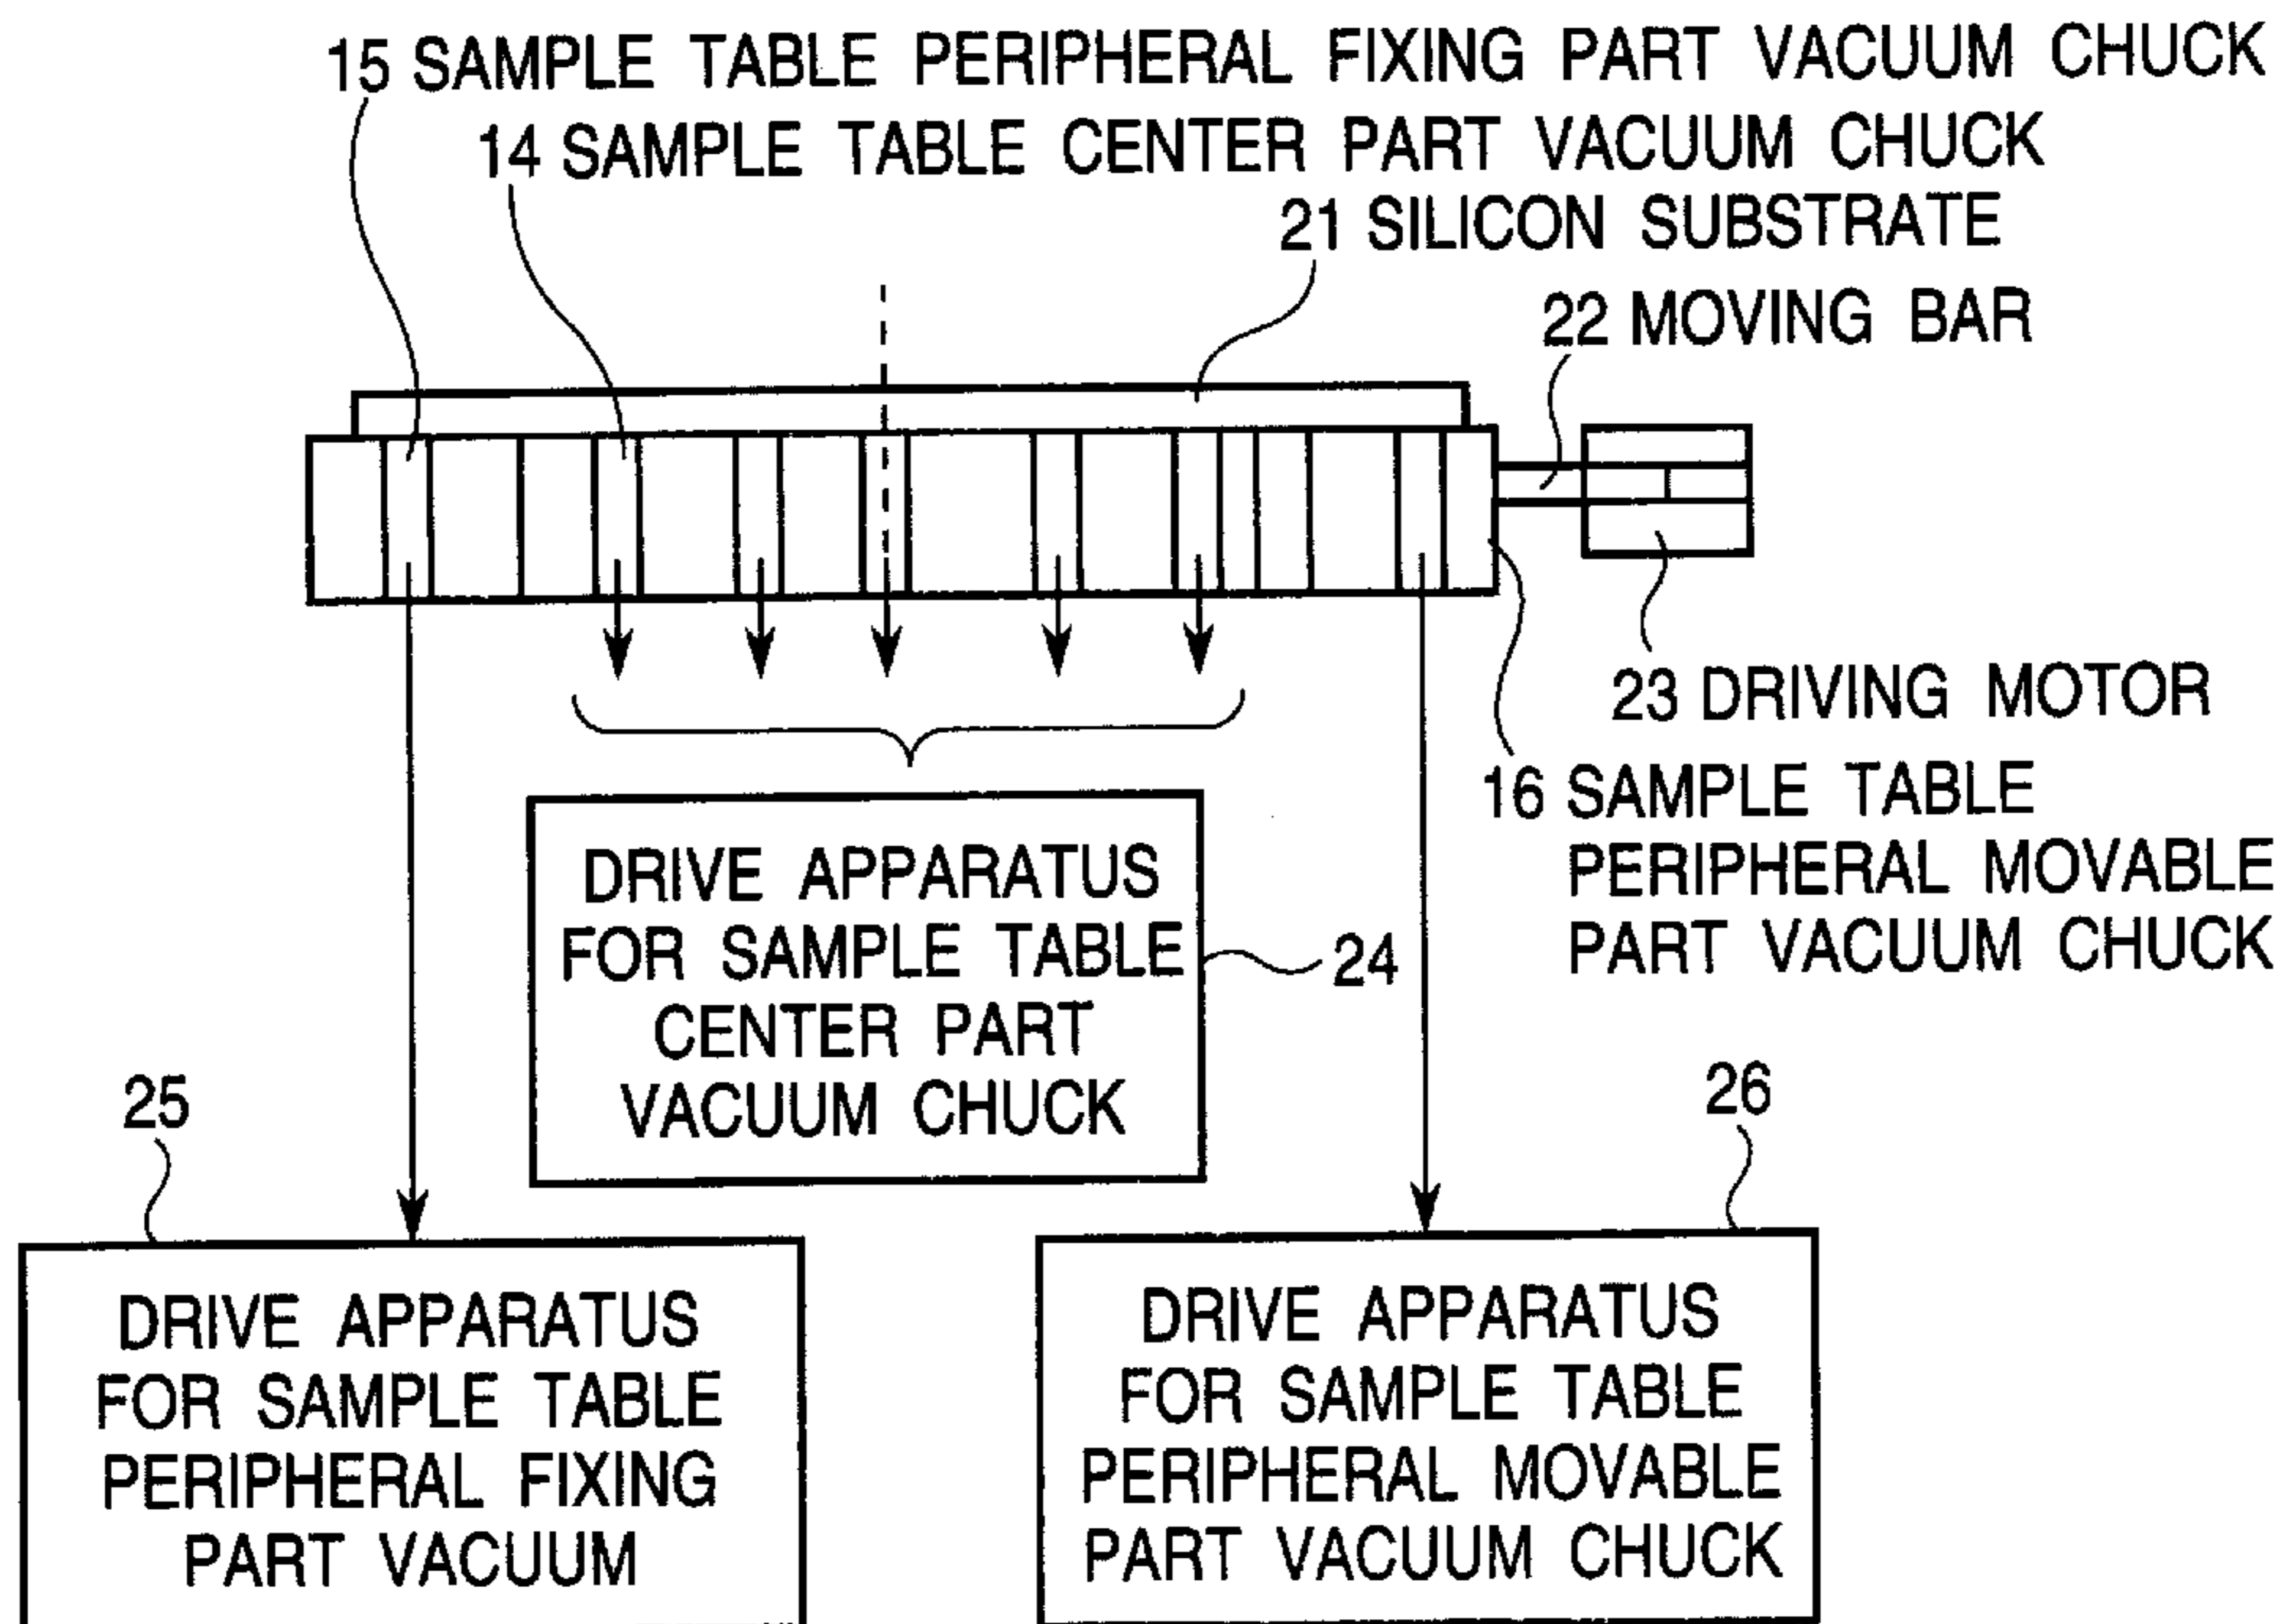 15 SAMPLE TABLE PERIPHERAL FIXING PART VACUUM CHUCK
14 SAMPLE TABLE CENTER PART VACUUM CHUCK
21 SILICON SUBSTRATE
22 MOVING BAR
23 DRIVING MOTOR
16 SAMPLE TABLE
PERIPHERAL MOVABLE
PART VACUUM CHUCK
DRIVE APPARATUS
FOR SAMPLE TABLE
CENTER PART
VACUUM CHUCK
24
25
26
DRIVE APPARATUS
FOR SAMPLE TABLE
PERIPHERAL FIXING
PART VACUUM
DRIVE APPARATUS
FOR SAMPLE TABLE
PERIPHERAL MOVABLE
PART VACUUM CHUCK